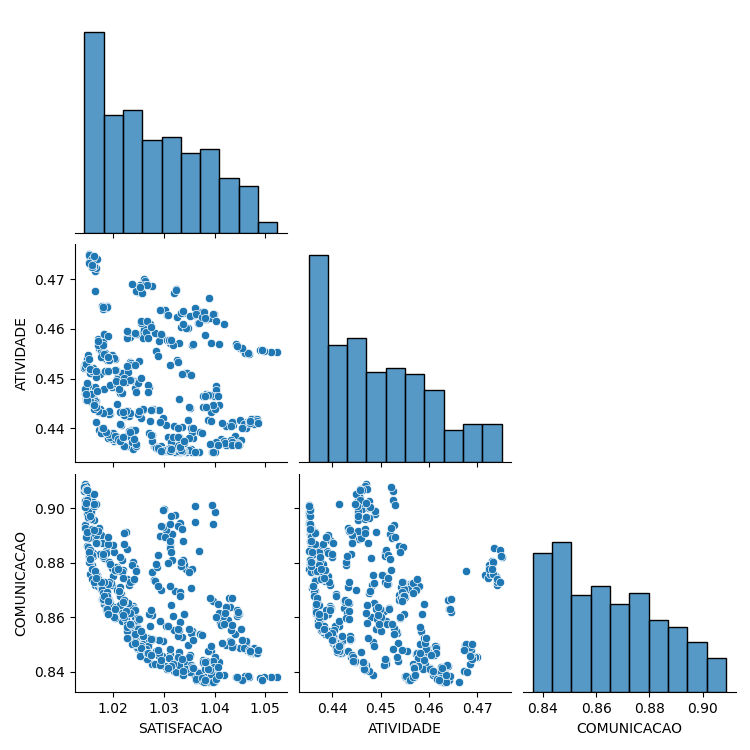 0.47
0.46
0.45
0.44
ATIVIDADE
0.90
0.88
0.86
0.84
COMUNICACAO
1.02 1.03 1.04 1.05
SATISFACAO
0.44 0.45 0.46 0.47
ATIVIDADE
0.84 0.86 0.88 0.90
COMUNICACAO